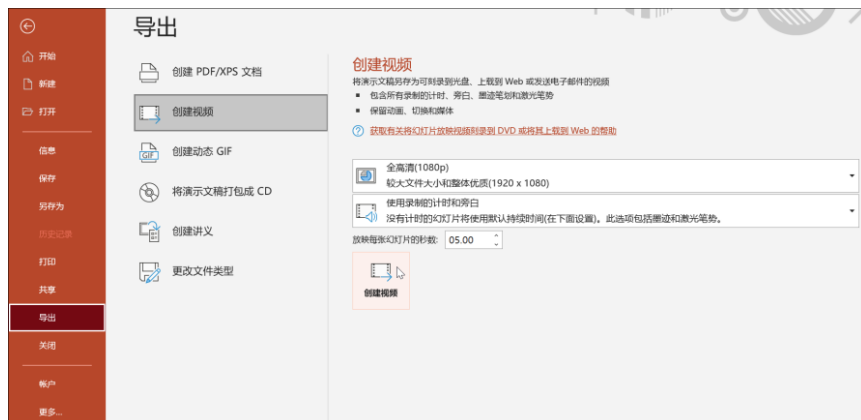 导出
开始
新建
打开
信息
保存
另存为
历史记录
打印
共享
导出
关闭
帐户
更多...
创建 PDF/XPS 文档
创建视频
创建动态 GIF
将演示文稿打包成 CD
创建讲义
更改文件类型
创建视频
将演示文稿另存为可刻录到光盘、上载到 Web 或发送电子邮件的视频
包含所有录制的计时、旁白、墨迹笔划和激光笔势
保留动画、切换和媒体
获取有关将幻灯片放映视频刻录到 DVD 或将其上载到 Web 的帮助
全高清(1080p)
较大文件大小和整体优质(1920 x 1080)
使用录制的计时和旁白
没有计时的幻灯片将使用默认持续时间(在下面设置)。此选项包括墨迹和激光笔势。
放映每张幻灯片的秒数: 05.00
创建视频
GIF